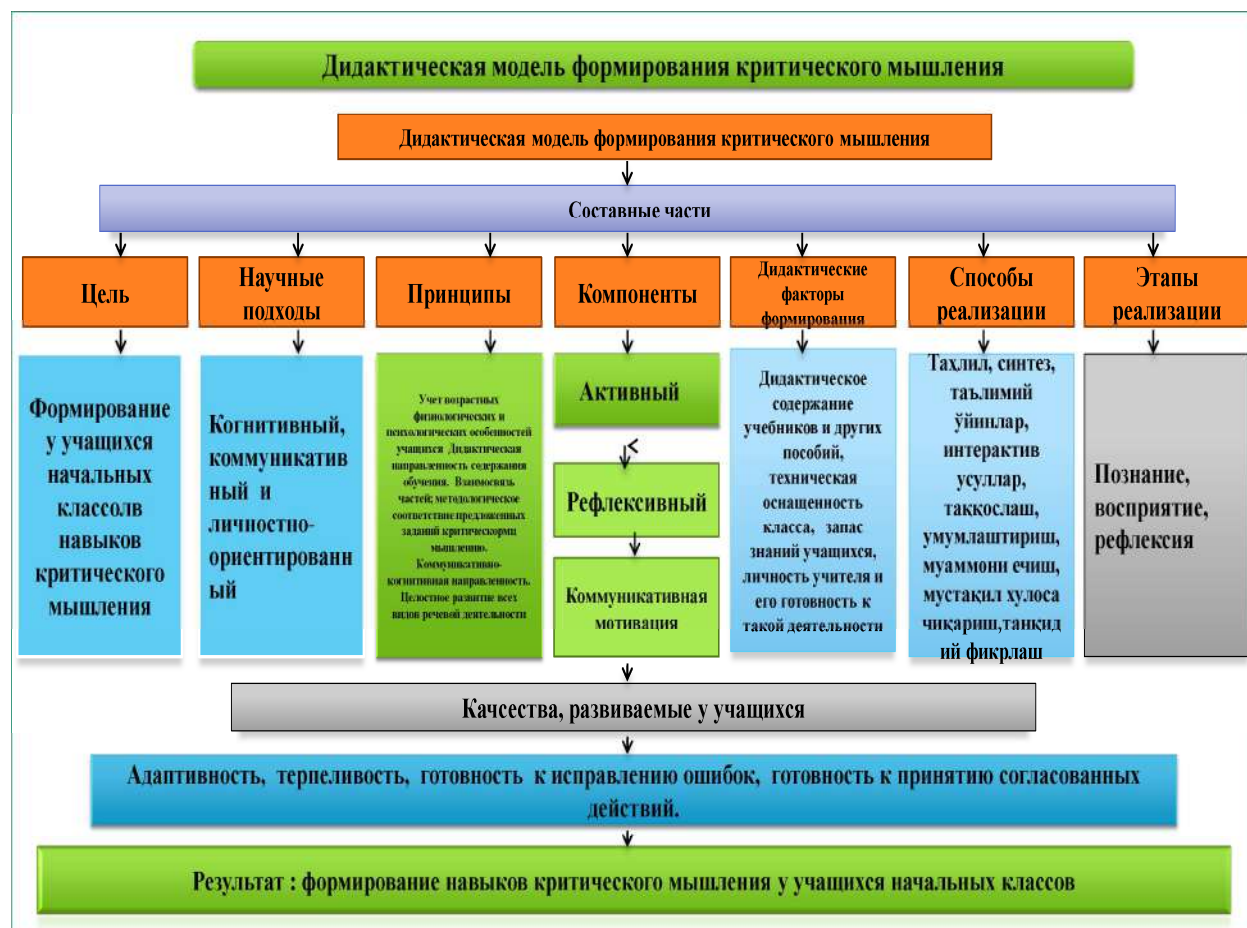 Дидактическая модель формирования критического мышления
Дидактическая модель формирования критического мышления
Составные части
Цель
Научные
подходы
Принципы
Компоненты
Дидактические
факторы
формирования
Способы
реализации
Этапы
реализации
Формирование
у учащихся
начальных
классолв
навыков
критического
мышления
Когнитивный,
коммуникатив
ный и
личностно-
ориентированн
ый
Учет возрастных
физиологических и
психологических особенностей
учащихся Дидактическая
направленность содержания
обучения. Взаимосвязь
частей; методологическое
соответствие предложенных
заданий критическорми
мышлению.
Коммуникативно-
когнитивная направленность.
Целостное развитие всех
видов речевой деятельности
Активный
Рефлексивный
Коммуникативная
мотивация
Дидактическое
содержание
учебников и других
пособий,
техническая
оснащенность
класса, запас
знаний учащихся,
личность учителя и
его готовность к
такой деятельности
Таҳлил, синтез,
таълимий
ўйинлар,
интерактив
усуллар,
таққослаш,
умумлаштириш,
муаммони ечиш,
мустақил хулоса
чиқариш,танқид
ий фикрлаш
Познание,
восприятие,
рефлексия
Качсества, развиваемые у учащихся
Адаптивность, терпеливость, готовность к исправлению ошибок, готовность к принятию согласованных
действий.
Результат : формирование навыков критического мышления у учащихся начальных классов